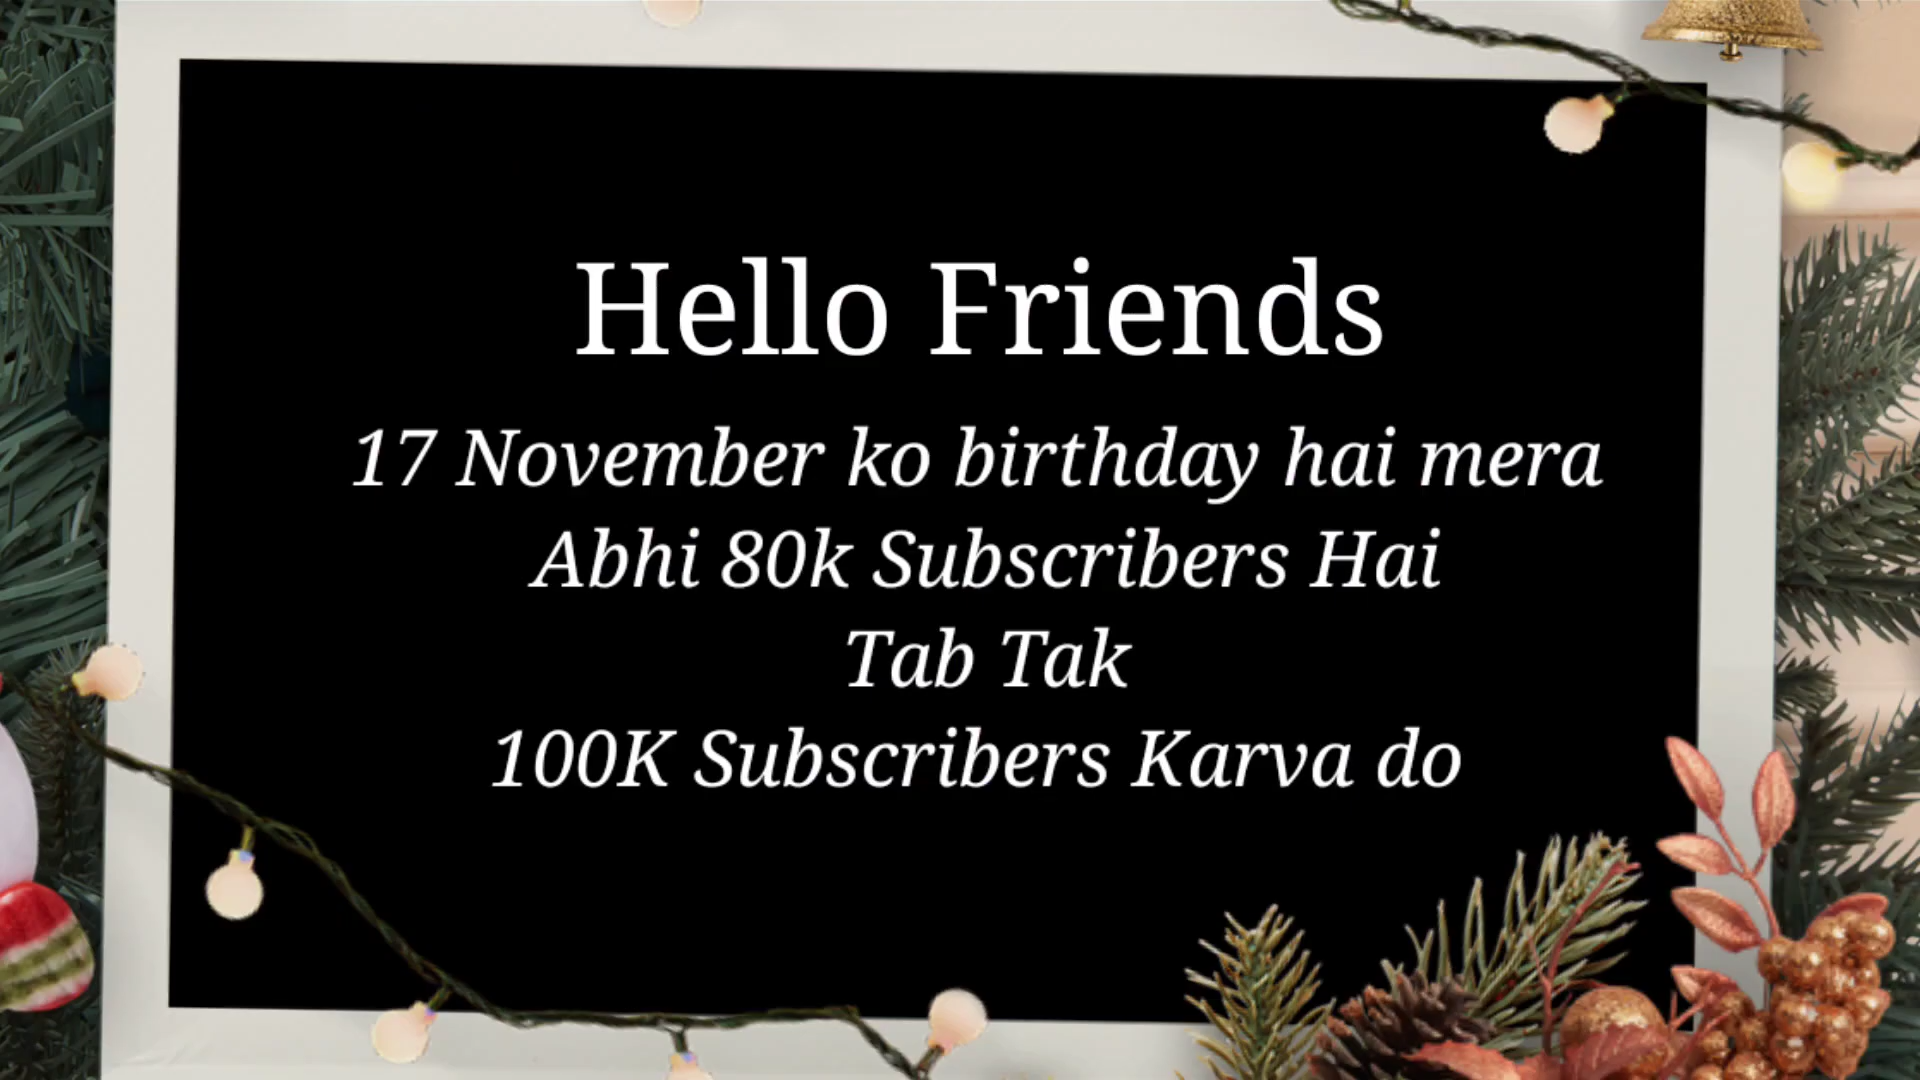 Hello Friends
17 November ko birthday hai mera
Abhi 80k Subscribers Hai
Tab Tak
100K Subscribers Karva do